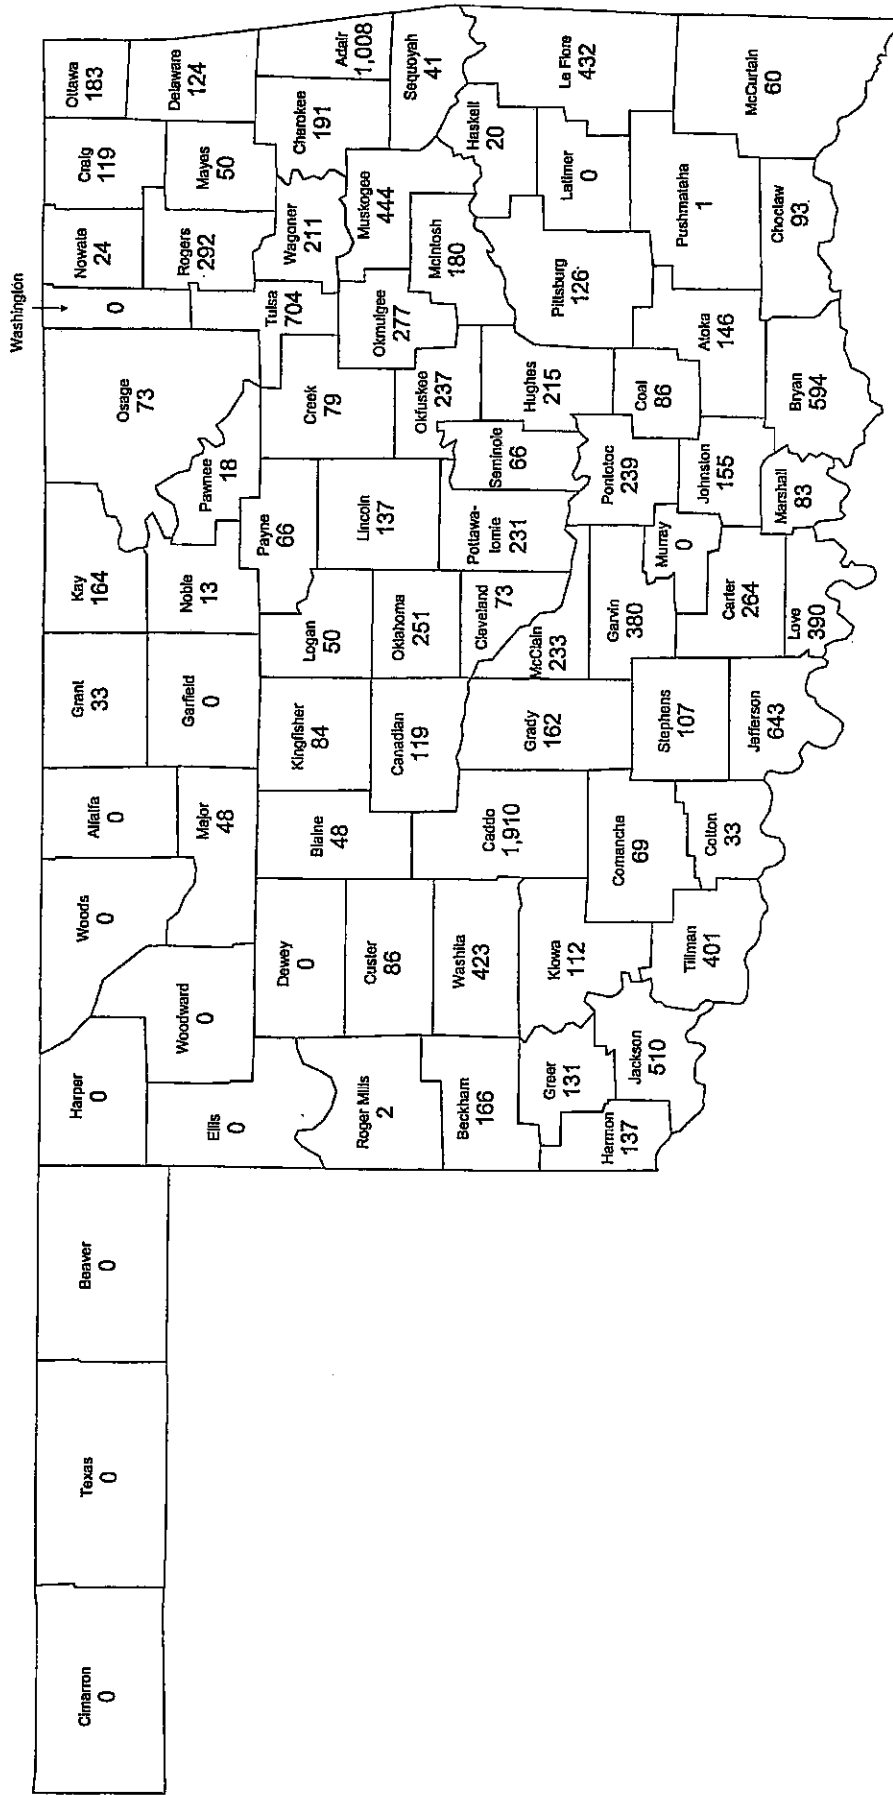 Cimarron
0
Texas
0
Beaver
0
Harper
0
Woods
0
Alfalfa
0
Grant
33
Kay
164
Osage
73
Washington
0
Nowata
24
Craig
119
Ottawa
183
Ellis
0
Woodward
0
Major
48
Garfield
0
Noble
13
Pawnee
18
Rogers
292
Mayes
50
Delaware
124
Roger Mills
2
Dewey
0
Custer
86
Blaine
48
Kingfisher
84
Logan
50
Payne
66
Lincoln
137
Creek
79
Tulsa
704
Wagoner
211
Cherokee
191
Adair
1,008
Canadian
119
Oklahoma
251
Okfuskee
237
Okmulgee
277
Muskogee
444
Sequoyah
41
Beckham
166
Washita
423
Caddo
1,910
Grady
162
Cleveland
73
McClain
233
Pottawa-
tomie
231
Seminole
66
Hughes
215
McIntosh
180
Haskell
20
Pittsburg
126
Latimer
0
Le Flore
432
Greer
131
Harmon
137
Jackson
510
Kiowa
112
Comanche
69
Stephens
107
Garvin
380
Murray
0
Pontotoc
239
Coal
86
Atoka
146
Pushmataha
1
McCurtain
60
Tillman
401
Cotton
33
Jefferson
643
Carter
264
Love
390
Johnston
155
Marshall
83
Bryan
594
Choctaw
93